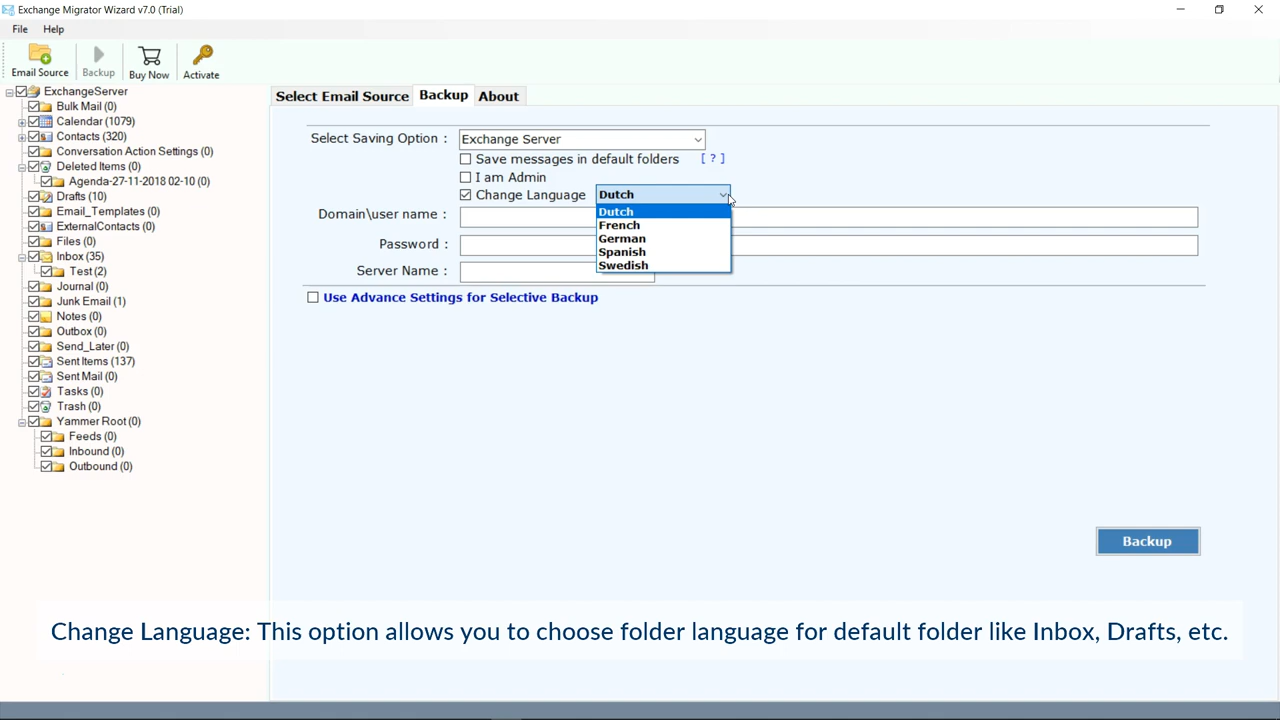 Exchange Migrator Wizard v7.0 (Trial)
File Help
Email Source Backup Buy Now Activate
ExchangeServer
Bulk Mail (0)
Calendar (1079)
Contacts (320)
Conversation Action Settings (0)
Deleted Items (0)
Agenda-27-11-2018 02-10 (0)
Drafts (10)
Email_Templates (0)
ExternalContacts (0)
Files (0)
Inbox (35)
Test (2)
Journal (0)
Junk Email (1)
Notes (0)
Outbox (0)
Send_Later (0)
Sent Items (137)
Sent Mail (0)
Tasks (0)
Trash (0)
Yammer Root (0)
Feeds (0)
Inbound (0)
Outbound (0)
Select Email Source Backup About
Select Saving Option : Exchange Server
Save messages in default folders [ ? ]
I am Admin
Change Language Dutch
Dutch
French
German
Spanish
Swedish
Domain\user name :
Password :
Server Name :
Use Advance Settings for Selective Backup
Backup
Change Language: This option allows you to choose folder language for default folder like Inbox, Drafts, etc.